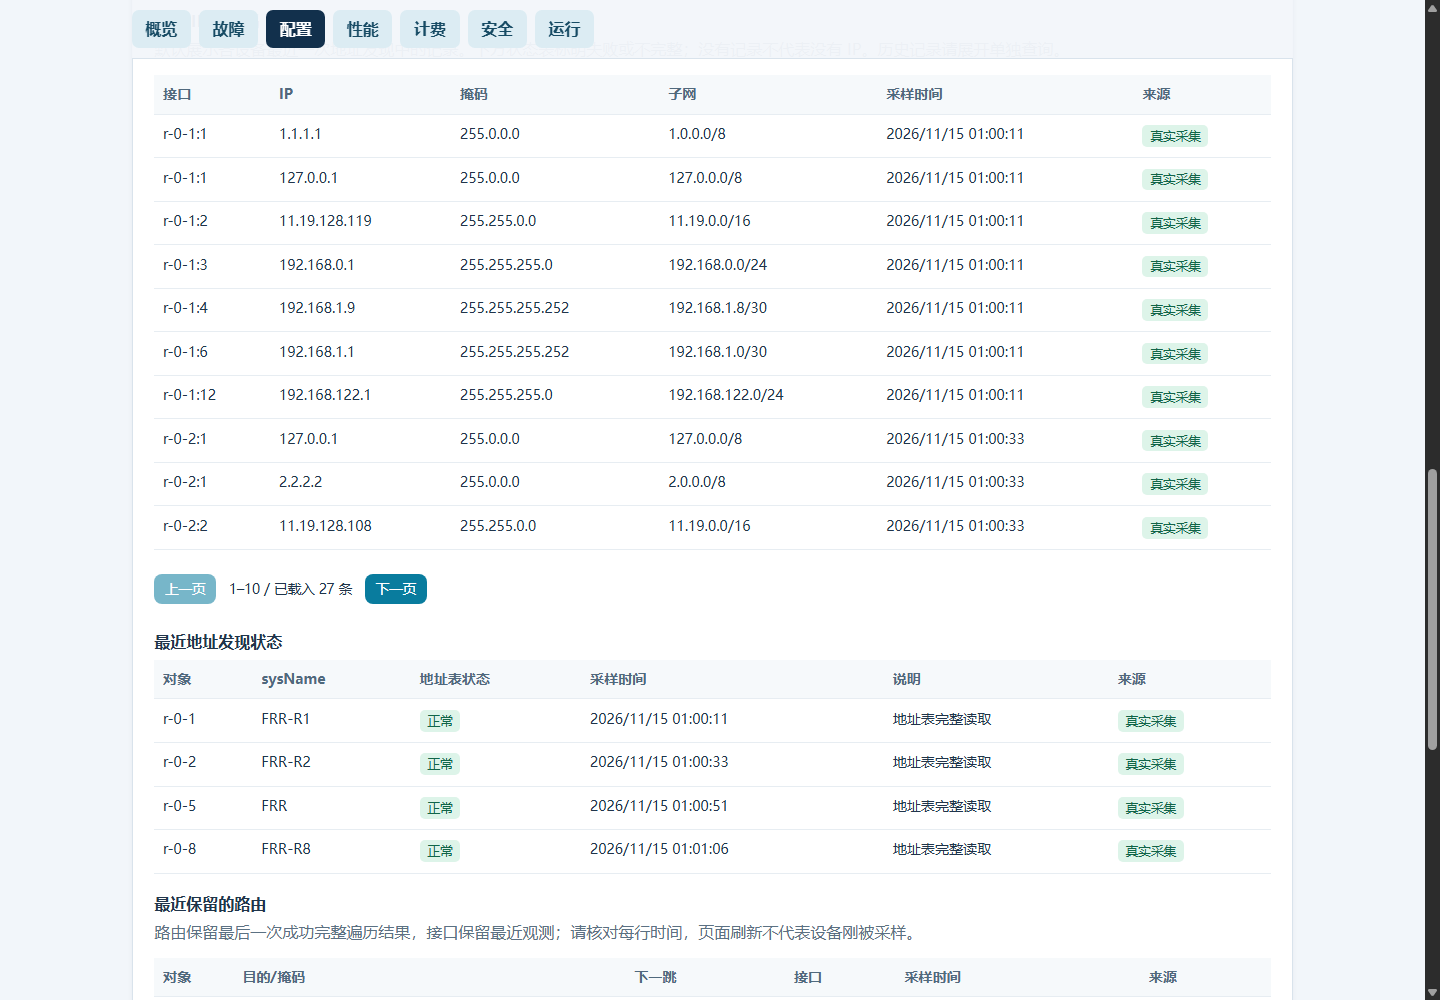 概览 故障 配置 性能 计费 安全 运行
接口 IP 掩码 子网 采样时间 来源
r-0-1:1 1.1.1.1 255.0.0.0 1.0.0.0/8 2026/11/15 01:00:11 真实采集
r-0-1:1 127.0.0.1 255.0.0.0 127.0.0.0/8 2026/11/15 01:00:11 真实采集
r-0-1:2 11.19.128.119 255.255.0.0 11.19.0.0/16 2026/11/15 01:00:11 真实采集
r-0-1:3 192.168.0.1 255.255.255.0 192.168.0.0/24 2026/11/15 01:00:11 真实采集
r-0-1:4 192.168.1.9 255.255.255.252 192.168.1.8/30 2026/11/15 01:00:11 真实采集
r-0-1:6 192.168.1.1 255.255.255.252 192.168.1.0/30 2026/11/15 01:00:11 真实采集
r-0-1:12 192.168.122.1 255.255.255.0 192.168.122.0/24 2026/11/15 01:00:11 真实采集
r-0-2:1 127.0.0.1 255.0.0.0 127.0.0.0/8 2026/11/15 01:00:33 真实采集
r-0-2:1 2.2.2.2 255.0.0.0 2.0.0.0/8 2026/11/15 01:00:33 真实采集
r-0-2:2 11.19.128.108 255.255.0.0 11.19.0.0/16 2026/11/15 01:00:33 真实采集
上一页 1–10 / 已载入 27 条 下一页
最近地址发现状态
对象 sysName 地址表状态 采样时间 说明 来源
r-0-1 FRR-R1 正常 2026/11/15 01:00:11 地址表完整读取 真实采集
r-0-2 FRR-R2 正常 2026/11/15 01:00:33 地址表完整读取 真实采集
r-0-5 FRR 正常 2026/11/15 01:00:51 地址表完整读取 真实采集
r-0-8 FRR-R8 正常 2026/11/15 01:01:06 地址表完整读取 真实采集
最近保留的路由
路由保留最后一次成功完整遍历结果，接口保留最近观测；请核对每行时间，页面刷新不代表设备刚被采样。
对象 目的/掩码 下一跳 接口 采样时间 来源